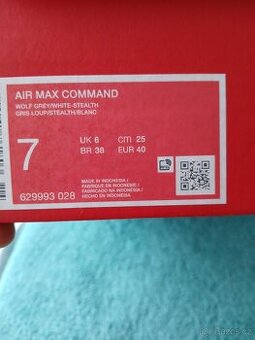 AIR MAX COMMAND
WOLF GREY/WHITE-STEALTH
GRIS LOUP/STEALTH/BLANC
7
UK 6
CM 25
BR 38
EUR 40
MADE IN INDONESIA /
FABRIQUÉ EN INDONÉSIE /
FABRICADO NA INDONÉSIA /
HECHO EN INDONESIA
629993 028